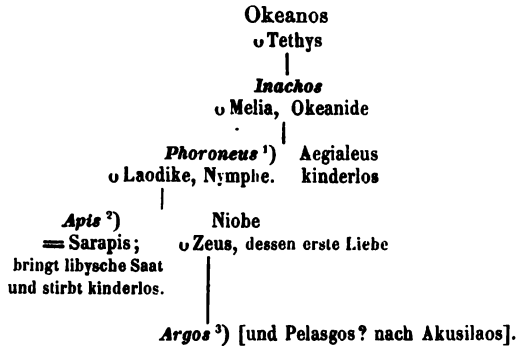 Okeanos
∪ Tethys
Inachos
∪ Melia, Okeanide
Phoroneus ¹) Aegialeus
∪ Laodike, Nymphe. kinderlos
Apis ²) Niobe
= Sarapis; ∪ Zeus, dessen erste Liebe
bringt libysche Saat
und stirbt kinderlos.
Argos ³) [und Pelasgos? nach Akusilaos].